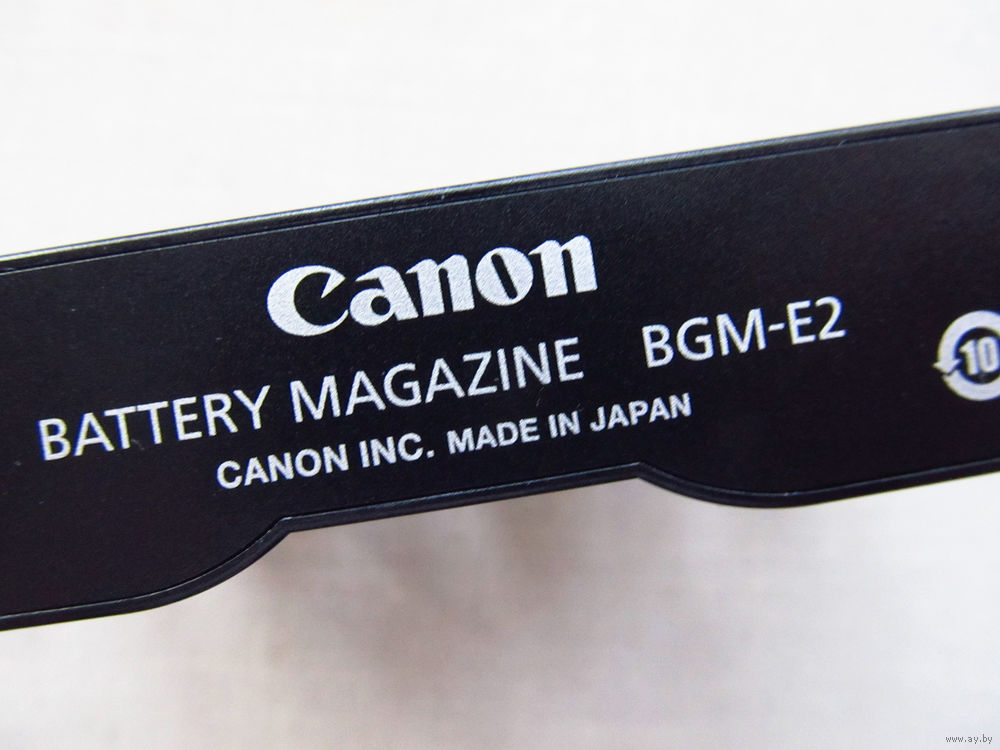 Canon
BATTERY MAGAZINE BGM-E2
CANON INC. MADE IN JAPAN
10
www.ay.by